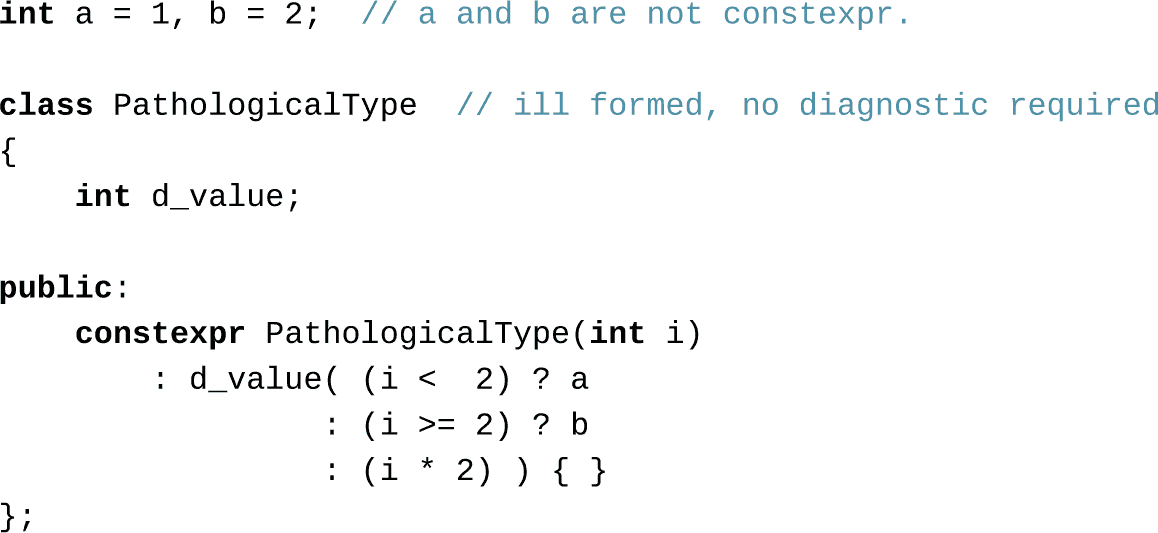 int a = 1, b = 2;  // a and b are not constexpr.
class PathologicalType  // ill formed, no diagnostic required
{
    int d_value;
public:
    constexpr PathologicalType(int i)
        : d_value( (i <  2) ? a
                 : (i >= 2) ? b
                 : (i * 2) ) { }
};